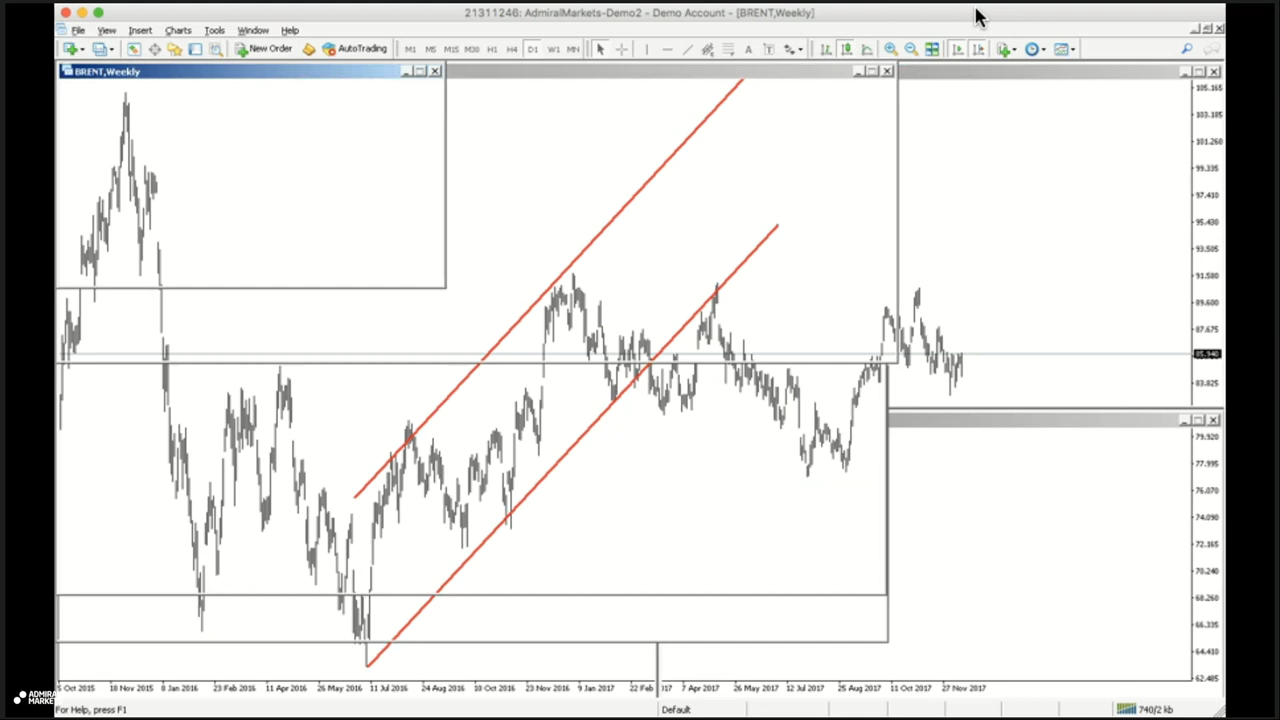 21311246: AdmiralMarkets-Demo2 - Demo Account - [BRENT,Weekly]
File View Insert Charts Tools Window Help
New Order AutoTrading M1 M5 M15 M30 H1 H4 D1 W1 MN A T
BRENT,Weekly
105.165
103.185
101.260
99.335
97.410
95.430
93.505
91.580
89.600
87.675
85.940
83.825
79.920
77.995
76.070
74.090
72.165
70.240
68.260
66.335
64.410
62.485
5 Oct 2015 18 Nov 2015 8 Jan 2016 23 Feb 2016 11 Apr 2016 26 May 2016 11 Jul 2016 24 Aug 2016 10 Oct 2016 23 Nov 2016 9 Jan 2017 22 Feb 017 7 Apr 2017 26 May 2017 12 Jul 2017 25 Aug 2017 11 Oct 2017 27 Nov 2017
For Help, press F1 Default 740/2 kb
ADMIRA
MARKE